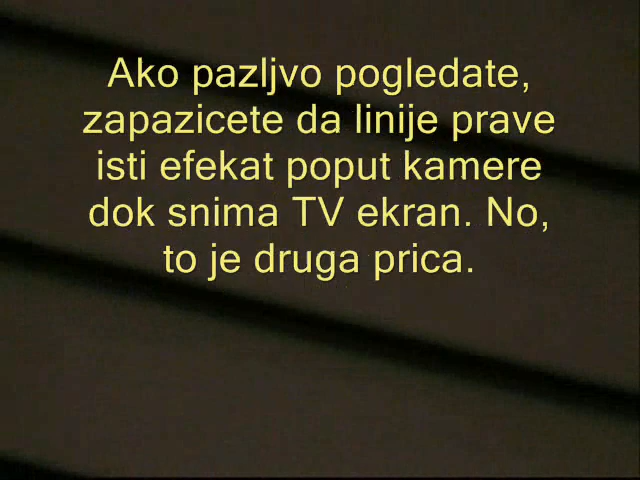 Ako pazljvo pogledate,
zapazicete da linije prave
isti efekat poput kamere
dok snima TV ekran. No,
to je druga prica.